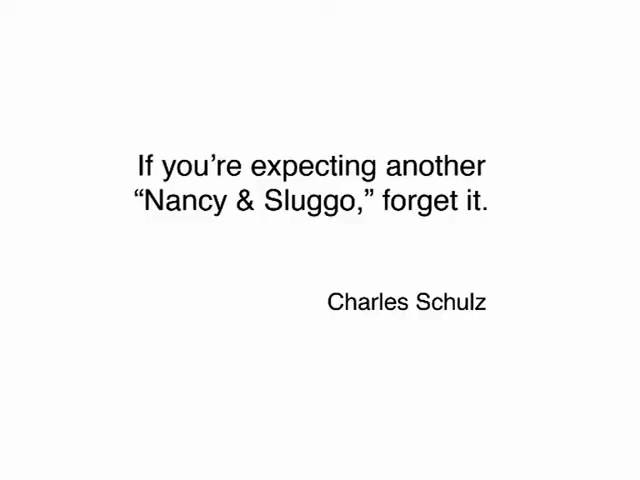 If you’re expecting another
“Nancy & Sluggo,” forget it.
Charles Schulz